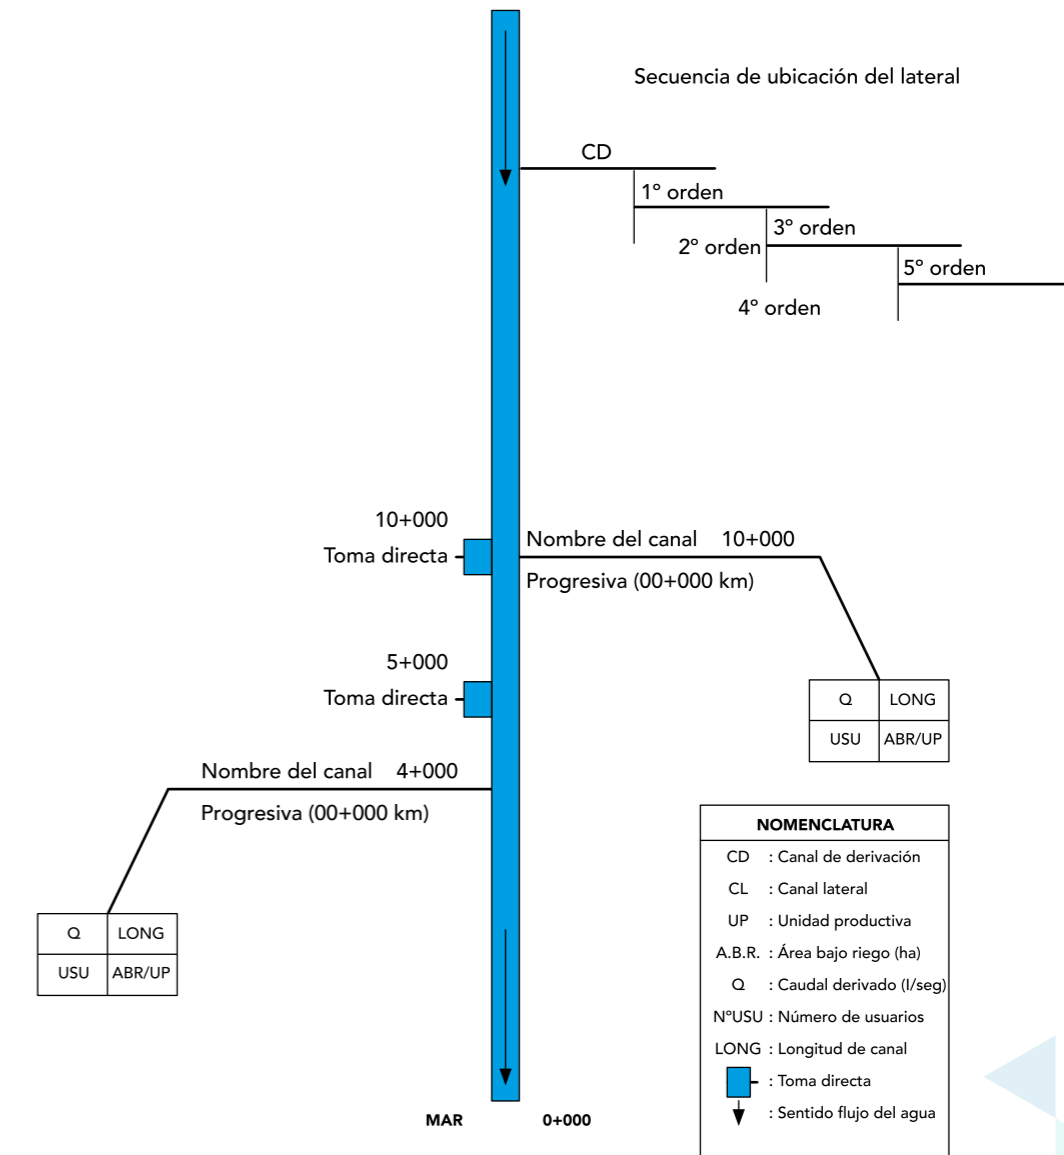 Secuencia de ubicación del lateral
CD
1º orden
3º orden
2º orden
5º orden
4º orden
10+000
Toma directa
Nombre del canal 10+000
Progresiva (00+000 km)
5+000
Toma directa
Q LONG
USU ABR/UP
Nombre del canal 4+000
Progresiva (00+000 km)
Q LONG
USU ABR/UP
NOMENCLATURA
CD : Canal de derivación
CL : Canal lateral
UP : Unidad productiva
A.B.R. : Área bajo riego (ha)
Q : Caudal derivado (I/seg)
NºUSU : Número de usuarios
LONG : Longitud de canal
: Toma directa
: Sentido flujo del agua
MAR 0+000